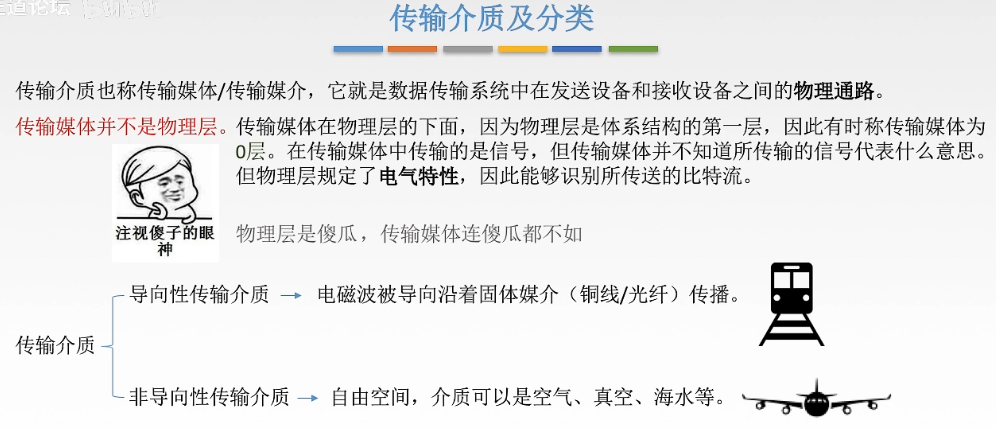 道论坛
传输介质及分类
传输介质也称传输媒体/传输媒介，它就是数据传输系统中在发送设备和接收设备之间的物理通路。
传输媒体并不是物理层。传输媒体在物理层的下面，因为物理层是体系结构的第一层，因此有时称传输媒体为
0层。在传输媒体中传输的是信号，但传输媒体并不知道所传输的信号代表什么意思。
但物理层规定了电气特性，因此能够识别所传送的比特流。
注视傻子的眼
神
物理层是傻瓜，传输媒体连傻瓜都不如
导向性传输介质 → 电磁波被导向沿着固体媒介（铜线/光纤）传播。
传输介质
非导向性传输介质 → 自由空间，介质可以是空气、真空、海水等。